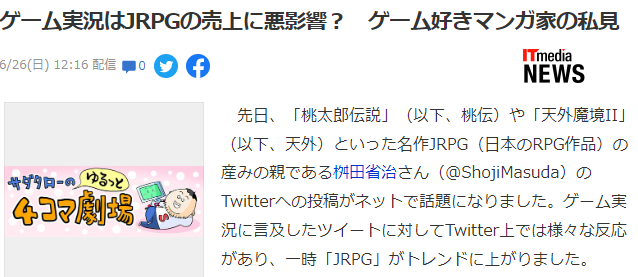 ゲーム実況はJRPGの売上に悪影響？　ゲーム好きマンガ家の私見
6/26(日) 12:16 配信 0
ITmedia
NEWS
サダタローの
ゆるっと
4コマ劇場
先日、「桃太郎伝説」（以下、桃伝）や「天外魔境II」
（以下、天外）といった名作JRPG（日本のRPG作品）の
産みの親である桝田省治さん（@ShojiMasuda）の
Twitterへの投稿がネットで話題になりました。ゲーム実
況に言及したツイートに対してTwitter上では様々な反応
があり、一時「JRPG」がトレンドに上がりました。